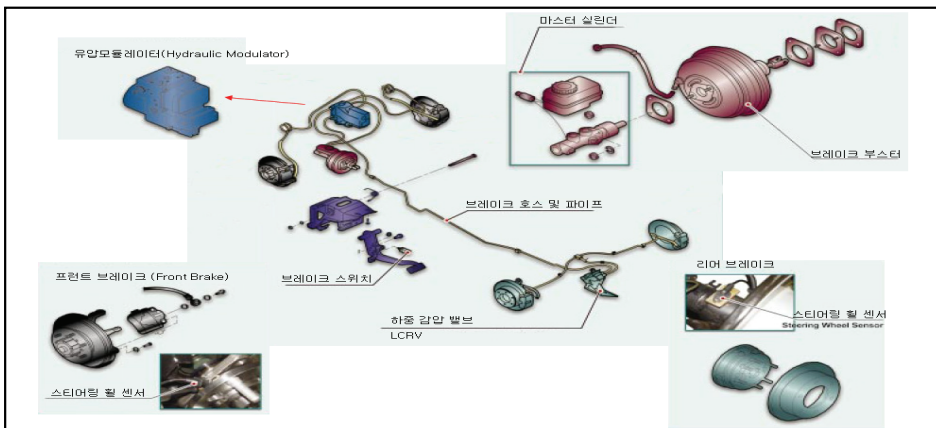 마스터 실린더
유압모듈레이터(Hydraulic Modulator)
브레이크 부스터
브레이크 호스 및 파이프
프런트 브레이크 (Front Brake)
브레이크 스위치
리어 브레이크
하중 감압 밸브
LCRV
스티어링 휠 센서
Steering Wheel Sensor
스티어링 휠 센서